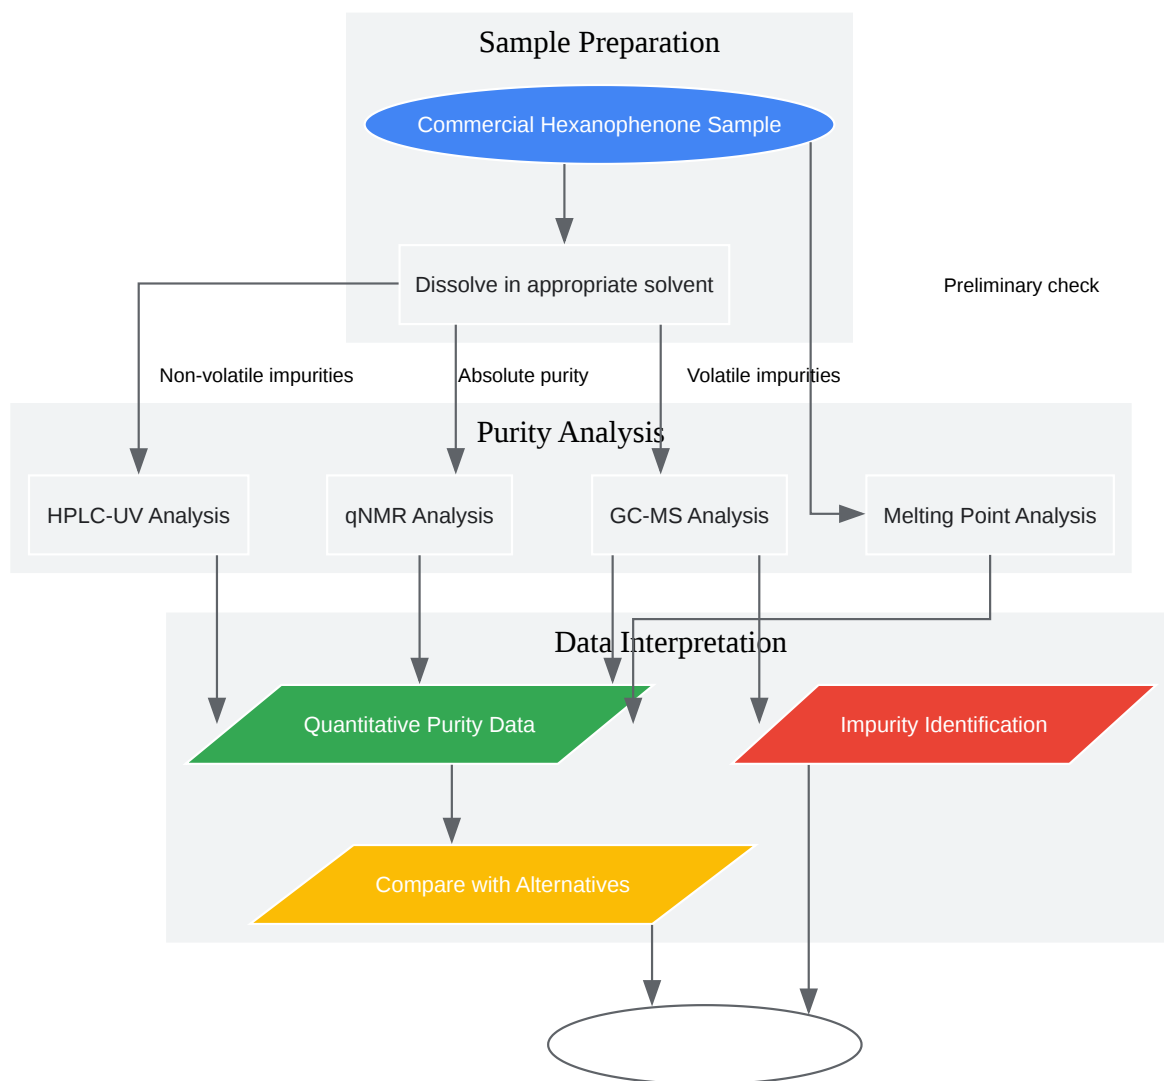 Sample Preparation
Commercial Hexanophenone Sample
Dissolve in appropriate solvent
Preliminary check
Non-volatile impurities
Absolute purity
Volatile impurities
Purity Analysis
HPLC-UV Analysis
qNMR Analysis
GC-MS Analysis
Melting Point Analysis
Data Interpretation
Quantitative Purity Data
Impurity Identification
Compare with Alternatives